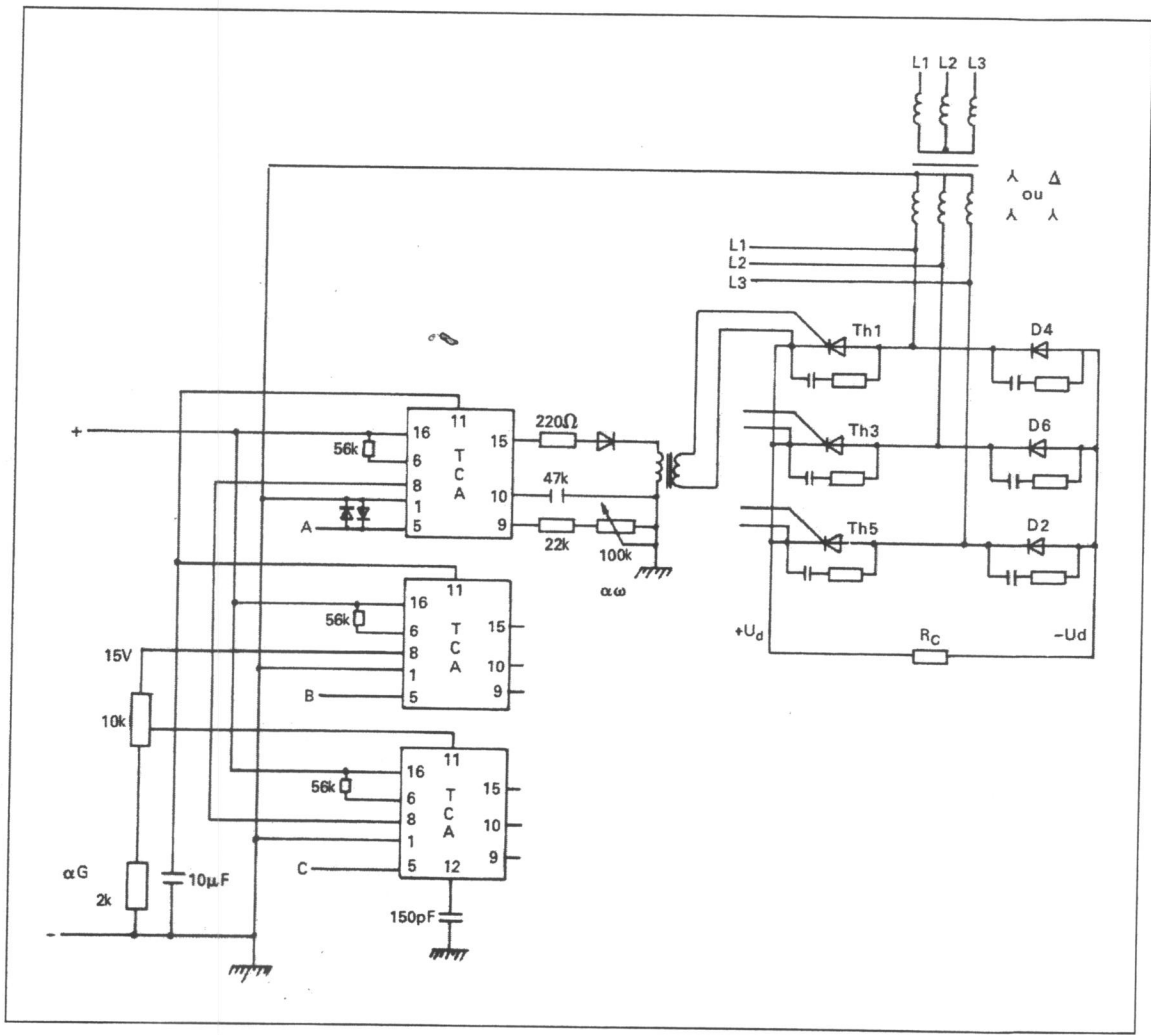 L1 L2 L3
⅄ Δ
ou
⅄ ⅄
L1
L2
L3
Th1 D4
Th3 D6
Th5 D2
+Ud RC −Ud
+
56k
16
6
8
1
5
11
T
C
A
15
10
9
A
220Ω
47k
22k
100k
αω
56k
16
6
8
1
5
11
T
C
A
15
10
9
B
15V
10k
αG
2k
10μF
56k
16
6
8
1
5
11
T
C
A
12
15
10
9
C
150pF
-